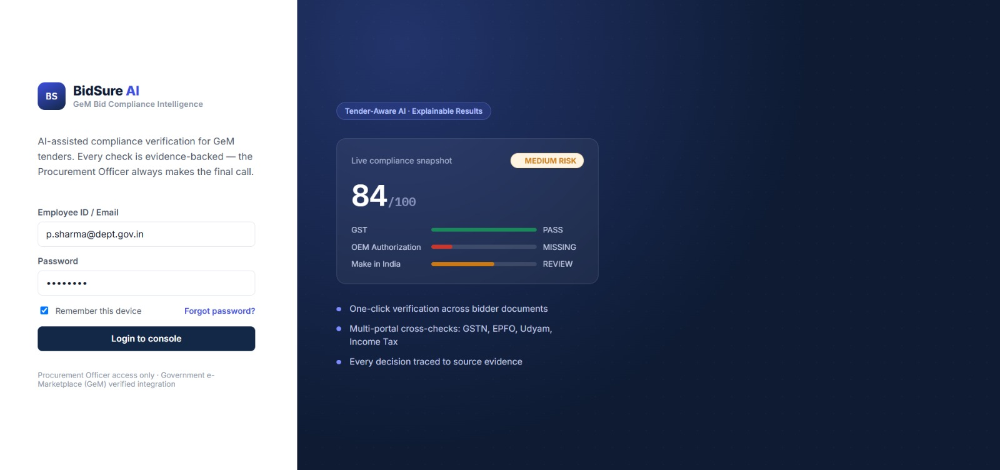 BS
BidSure AI
GeM Bid Compliance Intelligence
AI-assisted compliance verification for GeM
tenders. Every check is evidence-backed — the
Procurement Officer always makes the final call.
Employee ID / Email
p.sharma@dept.gov.in
Password
••••••••
Remember this device
Forgot password?
Login to console
Procurement Officer access only · Government e-
Marketplace (GeM) verified integration
Tender-Aware AI · Explainable Results
Live compliance snapshot
MEDIUM RISK
84/100
GST PASS
OEM Authorization MISSING
Make in India REVIEW
One-click verification across bidder documents
Multi-portal cross-checks: GSTN, EPFO, Udyam,
Income Tax
Every decision traced to source evidence